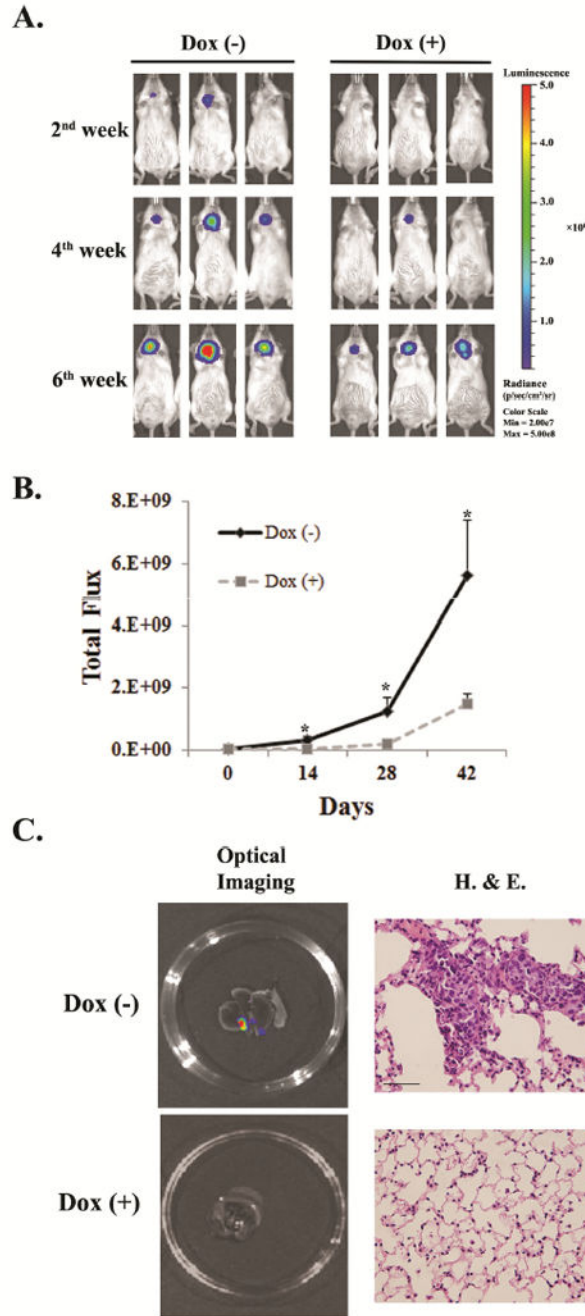 A.
Dox (-)
Dox (+)
2nd week
4th week
6th week
Luminescence
5.0
4.0
3.0
2.0
1.0
Radiance
(p/sec/cm²/sr)
Color Scale
Min = 2.00e7
Max = 5.00e8
B.
Total Flux
8.E+09
6.E+09
4.E+09
2.E+09
0.E+00
Dox (-)
Dox (+)
*
*
*
0 14 28 42
Days
C.
Optical
Imaging
H. & E.
Dox (-)
Dox (+)